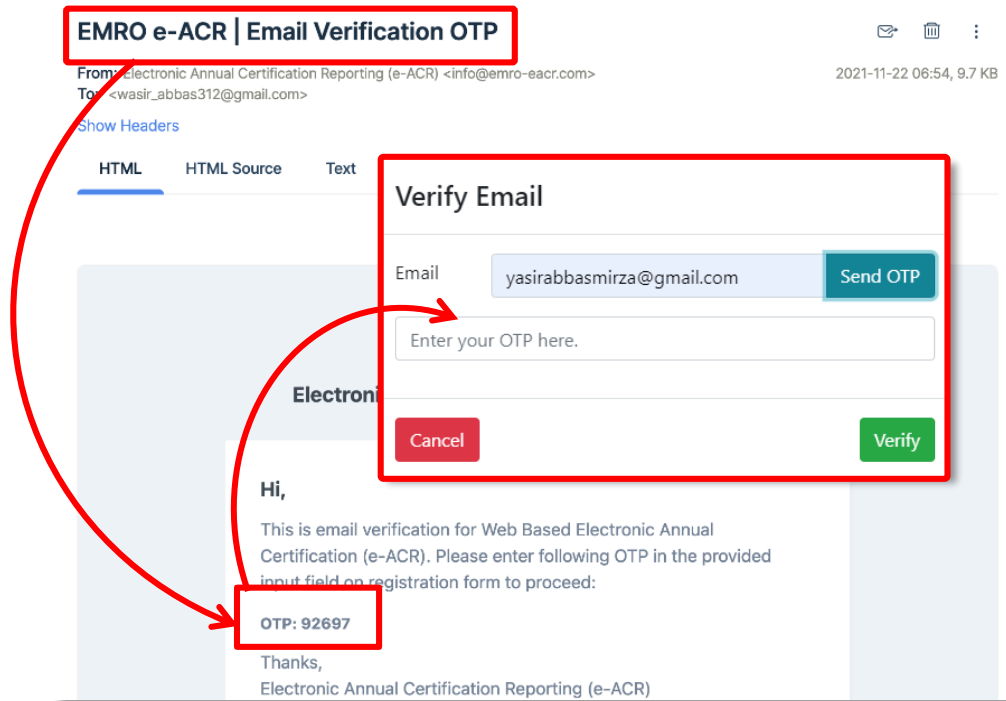 EMRO e-ACR | Email Verification OTP
From: Electronic Annual Certification Reporting (e-ACR) <info@emro-eacr.com>
2021-11-22 06:54, 9.7 KB
To: <wasir_abbas312@gmail.com>
Show Headers
HTML HTML Source Text
Verify Email
Email yasirabbasmirza@gmail.com Send OTP
Enter your OTP here.
Electroni
Cancel Verify
Hi,
This is email verification for Web Based Electronic Annual
Certification (e-ACR). Please enter following OTP in the provided
input field on registration form to proceed:
OTP: 92697
Thanks,
Electronic Annual Certification Reporting (e-ACR)